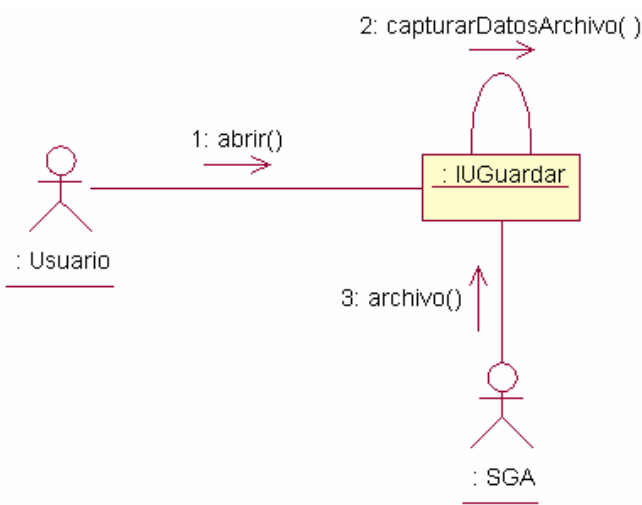 2: capturarDatosArchivo( )
1: abrir()
: IUGuardar
: Usuario
3: archivo()
: SGA